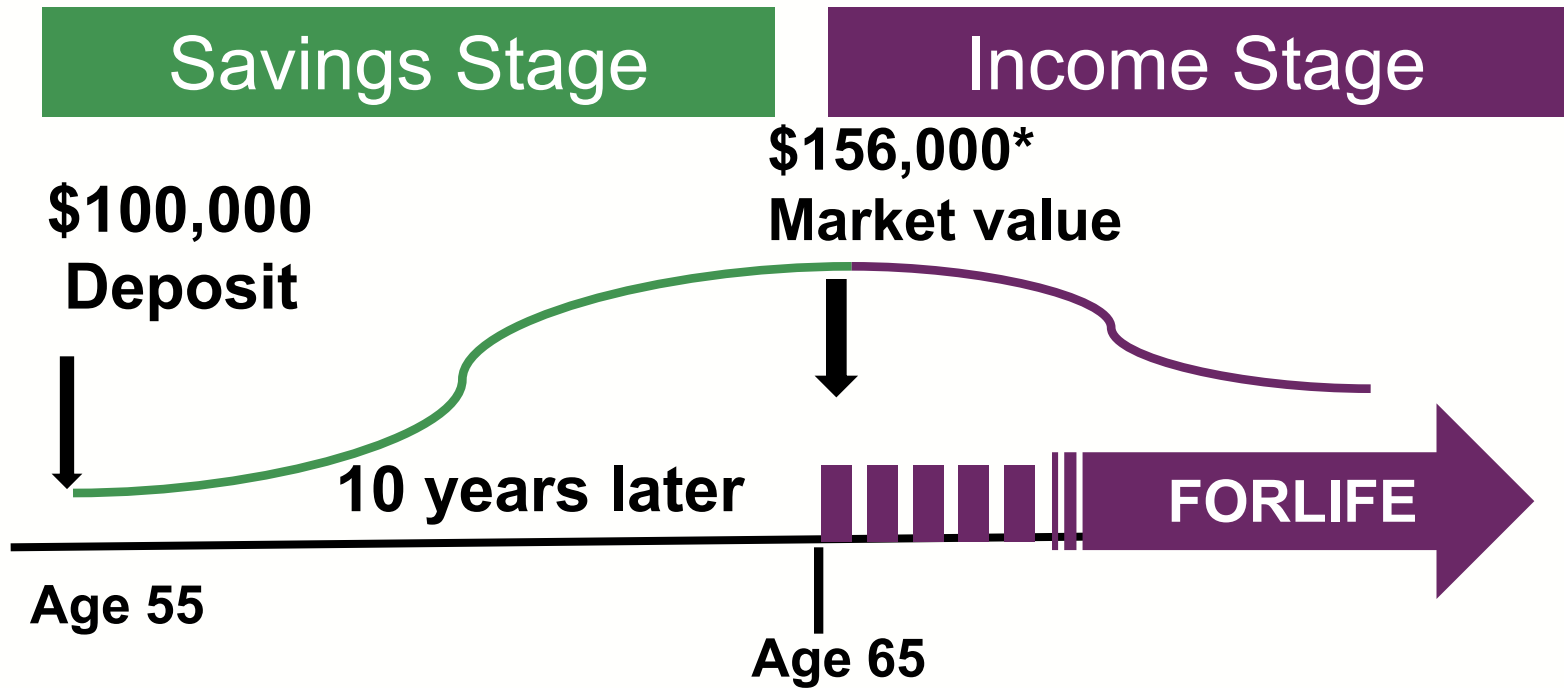 Savings Stage
Income Stage
$100,000
Deposit
$156,000*
Market value
10 years later
FORLIFE
Age 55
Age 65